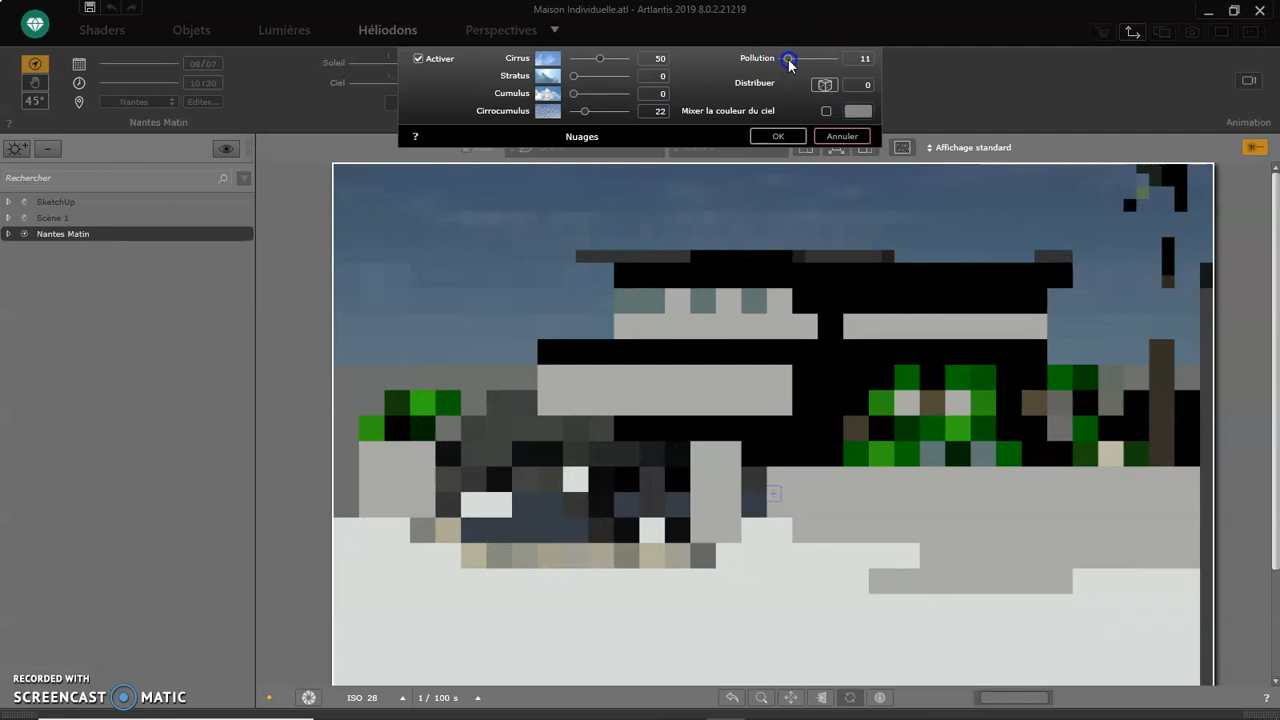 Maison Individuelle.atl - Artlantis 2019 8.0.2.21219
Shaders
Objets
Lumières
Héliodons
Perspectives
08/07
10:30
Nantes
Editer...
45°
?
Nantes Matin
Soleil
Ciel
Activer
Cirrus
50
Stratus
0
Cumulus
0
Cirrocumulus
22
Pollution
11
Distribuer
0
Mixer la couleur du ciel
?
Nuages
OK
Annuler
Animation
Affichage standard
Rechercher
SketchUp
Scène 1
Nantes Matin
RECORDED WITH
SCREENCAST MATIC
ISO 28
1 / 100 s
?